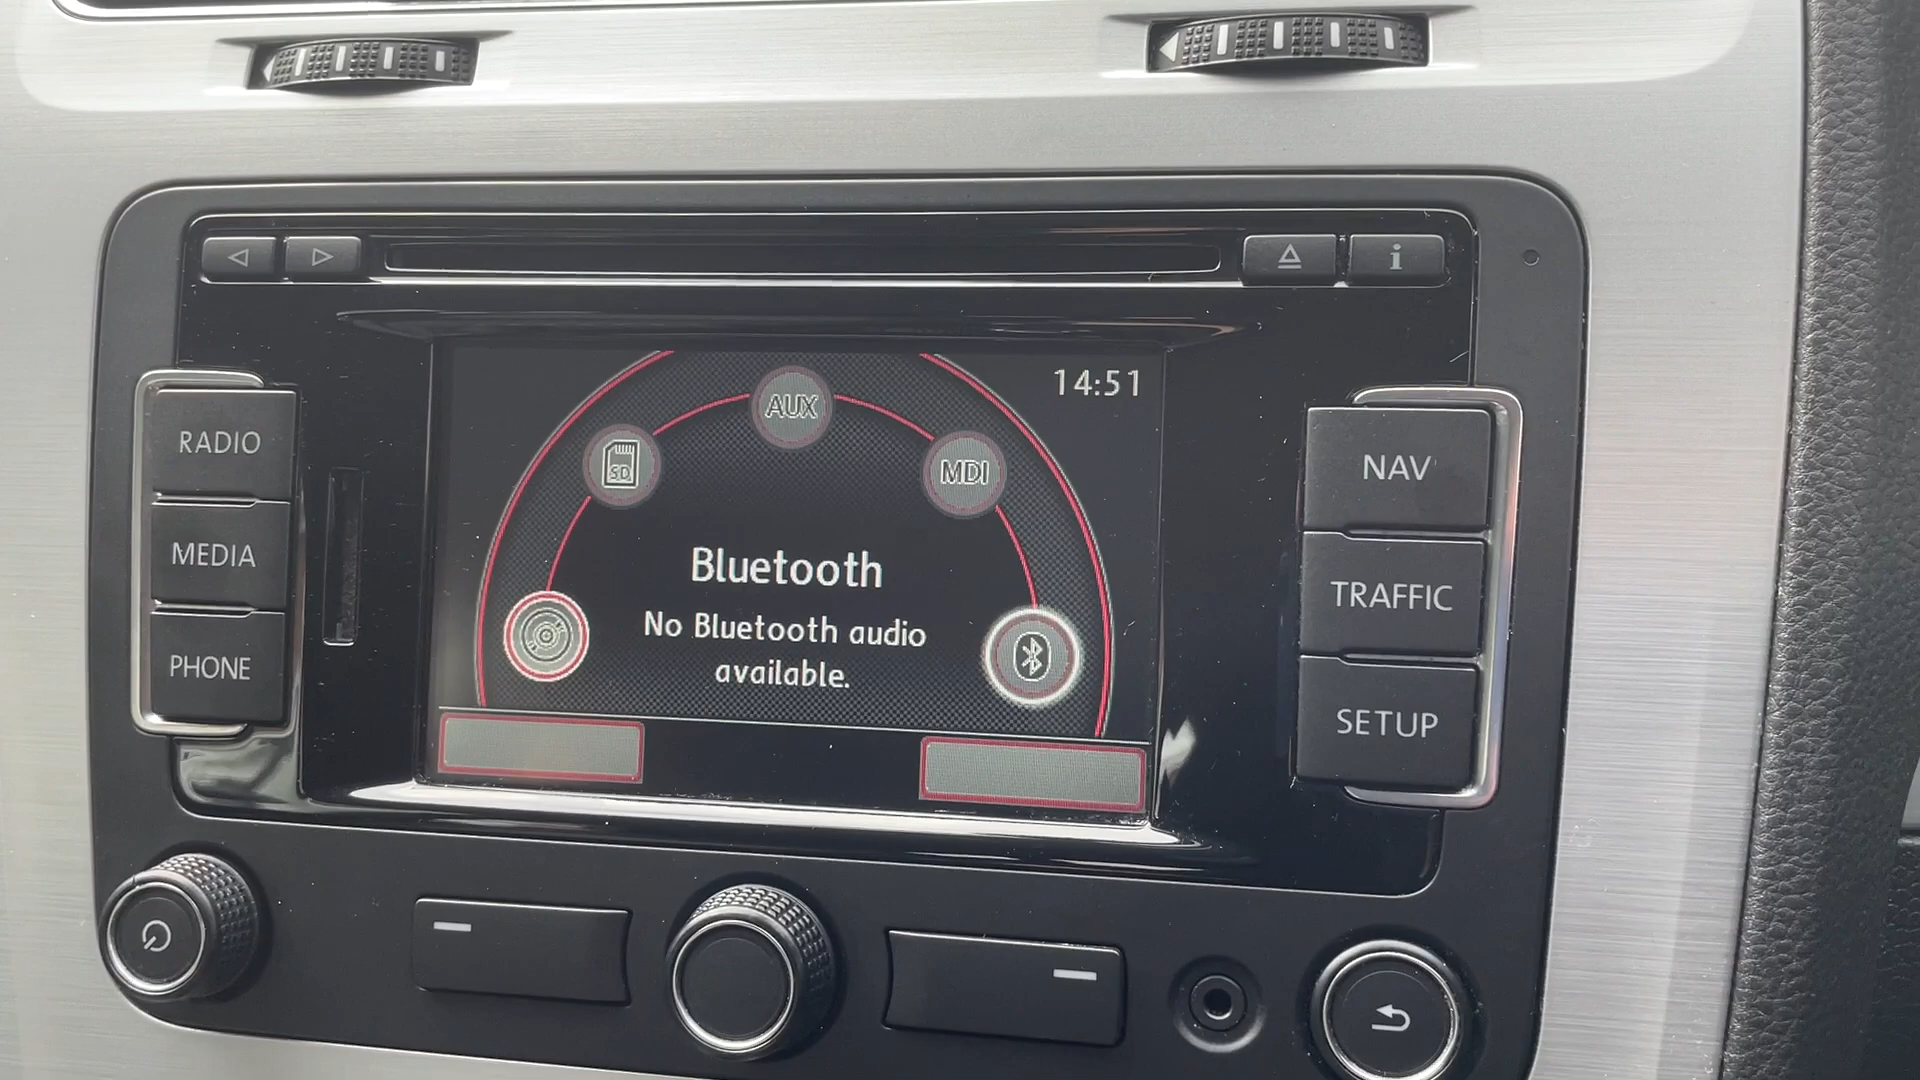 i
14:51
AUX
SD
MDI
RADIO
MEDIA
PHONE
NAV
TRAFFIC
SETUP
Bluetooth
No Bluetooth audio
available.